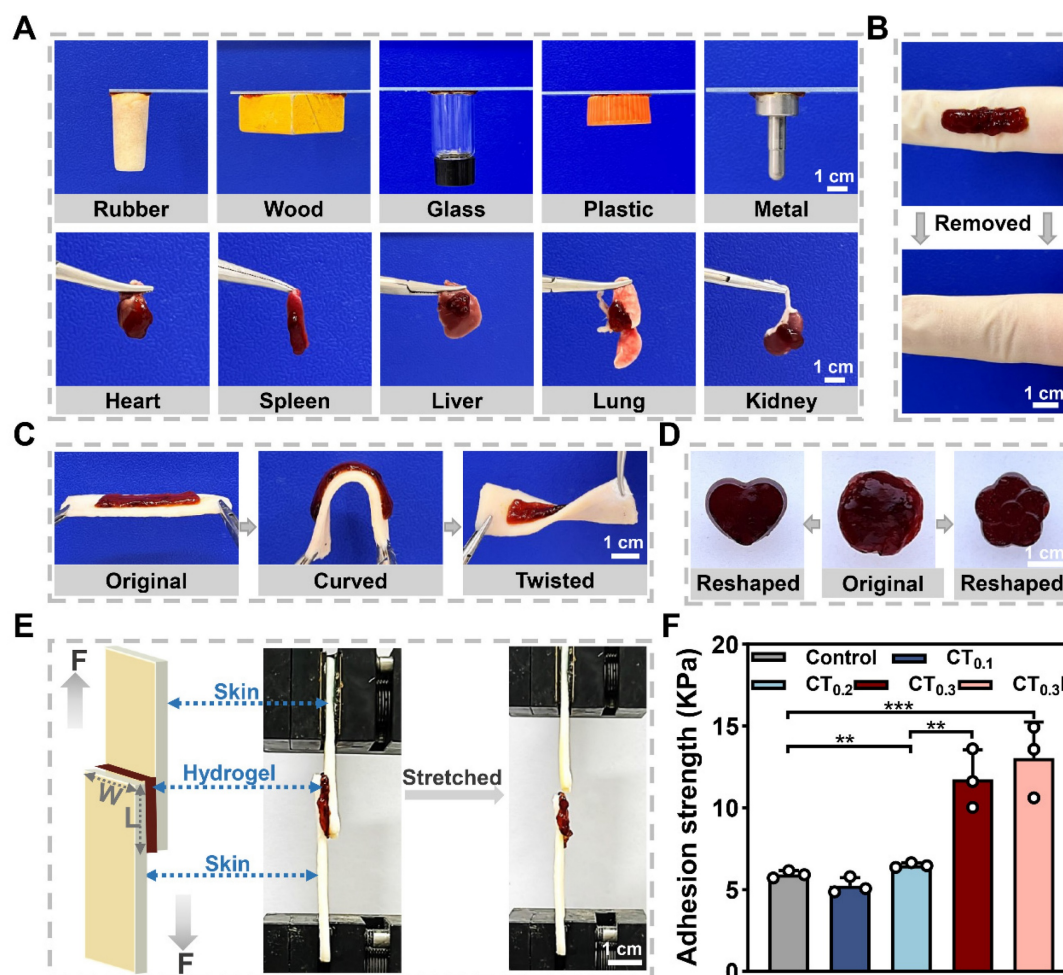 A
Rubber Wood Glass Plastic Metal
1 cm
Heart Spleen Liver Lung Kidney
1 cm
B
Removed
1 cm
C
Original Curved Twisted
1 cm
D
Reshaped Original Reshaped
1 cm
E
F
Skin
Hydrogel
W
L
Skin
F
Stretched
1 cm
F
Adhesion strength (KPa)
20
15
10
5
0
Control CT0.1
CT0.2 CT0.3 CT0.3
***
**
**